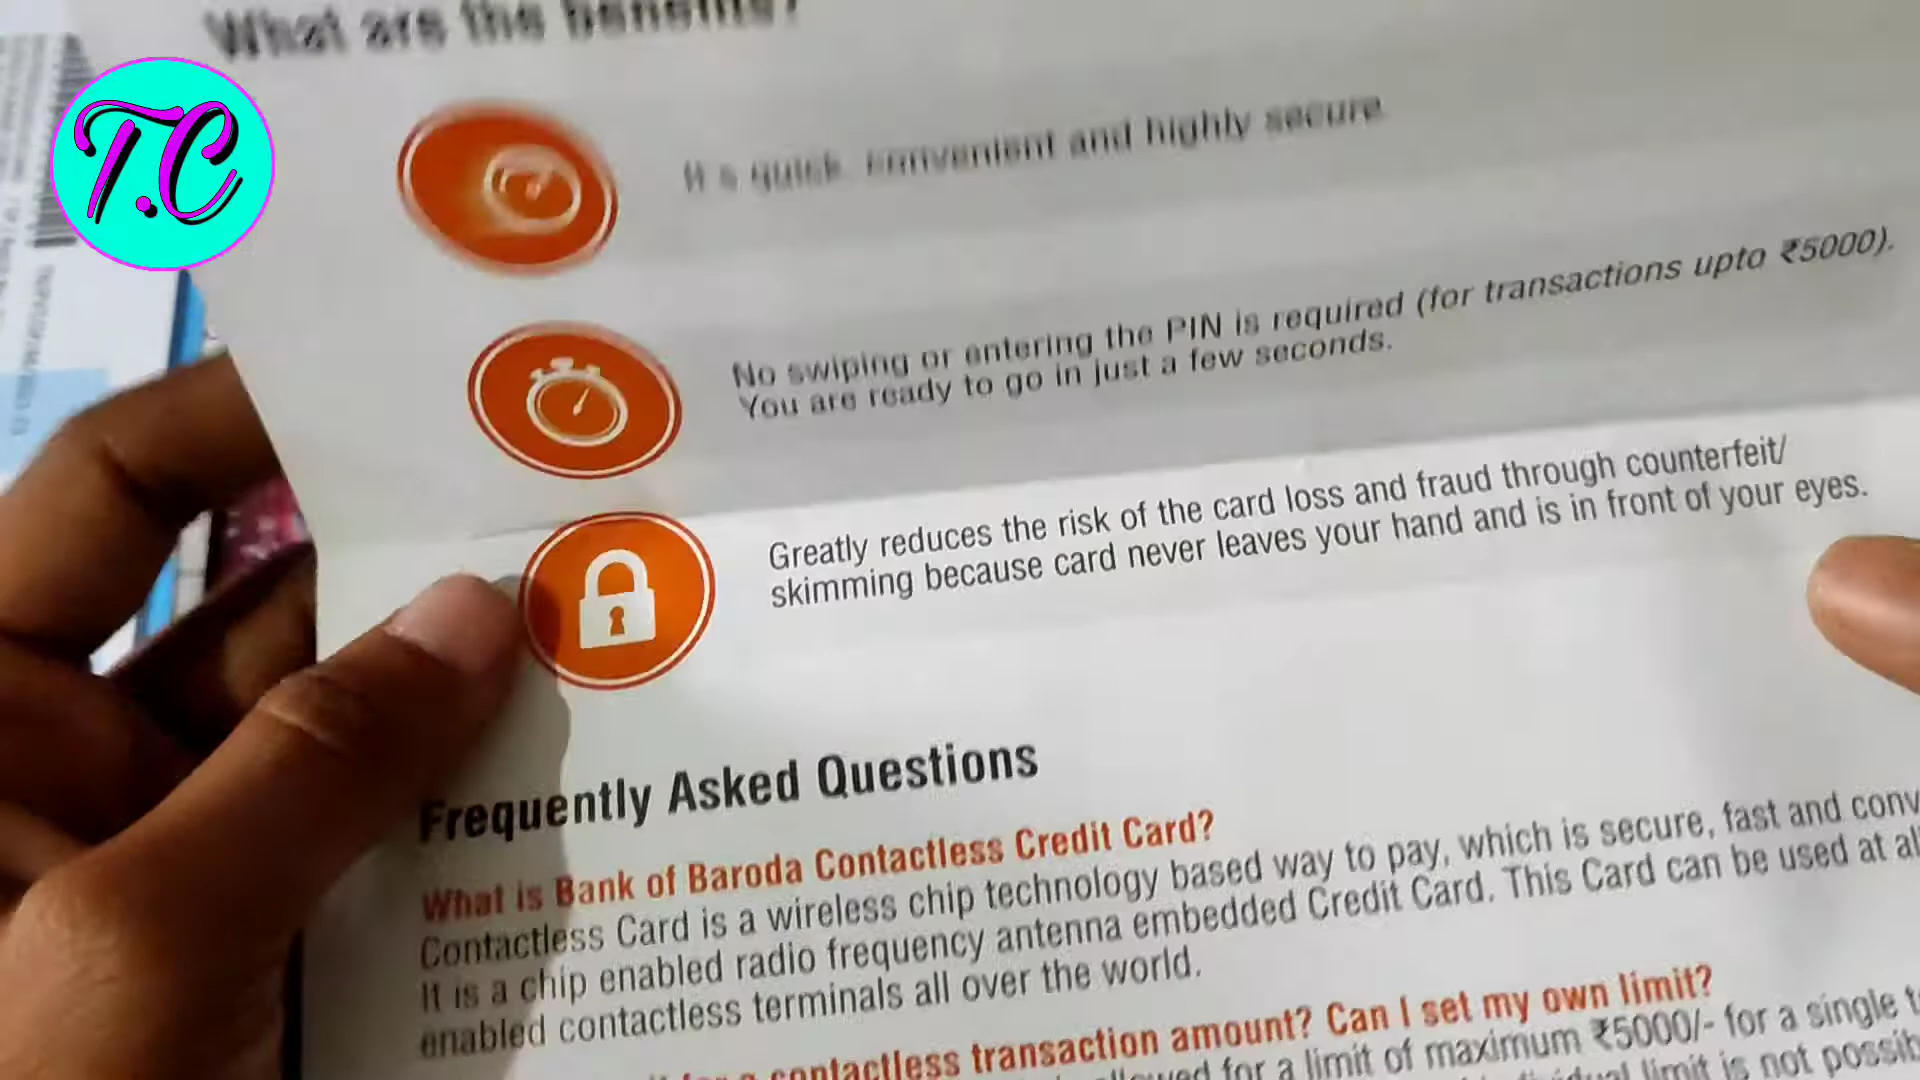 What are the benefits?
T.C
It's quick, convenient and highly secure.
No swiping or entering the PIN is required (for transactions upto ₹5000).
You are ready to go in just a few seconds.
Greatly reduces the risk of the card loss and fraud through counterfeit/
skimming because card never leaves your hand and is in front of your eyes.
Frequently Asked Questions
What is Bank of Baroda Contactless Credit Card?
Contactless Card is a wireless chip technology based way to pay, which is secure, fast and conv
It is a chip enabled radio frequency antenna embedded Credit Card. This Card can be used at al
enabled contactless terminals all over the world.
for a contactless transaction amount? Can I set my own limit?
for a limit of maximum ₹5000/- for a single
limit is not possib